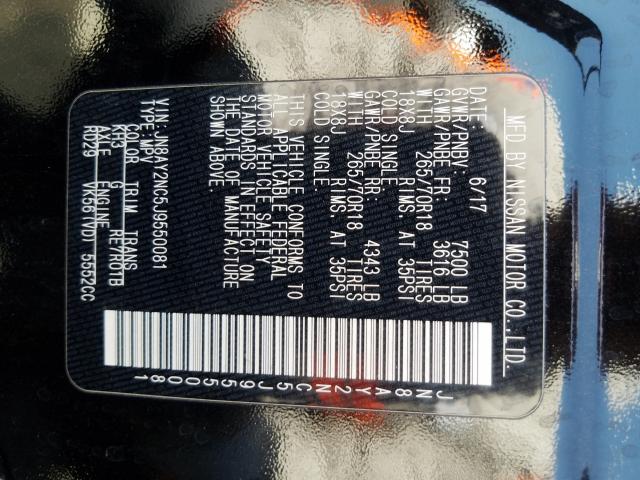 MFD BY NISSAN MOTOR CO.,LTD.
DATE: 6/17
GVWR/PNBV: 7500 LB
GAWR/PNBE FR: 3616 LB
WITH 265/70R18 TIRES
18X8J RIMS. AT 35PSI
COLD SINGLE
GAWR/PNBE RR: 4343 LB
WITH 265/70R18 TIRES
18X8J RIMS. AT 35PSI
COLD SINGLE
THIS VEHICLE CONFORMS TO
ALL APPLICABLE FEDERAL
MOTOR VEHICLE SAFETY
STANDARDS IN EFFECT ON
THE DATE OF MANUFACTURE
SHOWN ABOVE.
VIN: JN8AY2NC5J9550081
TYPE: MPV
COLOR TRIM TRANS
KH3 G RE7R01B
AXLE ENGINE
RD29 VK56(VD) 5552CC
JN8AY2NC5J9550081